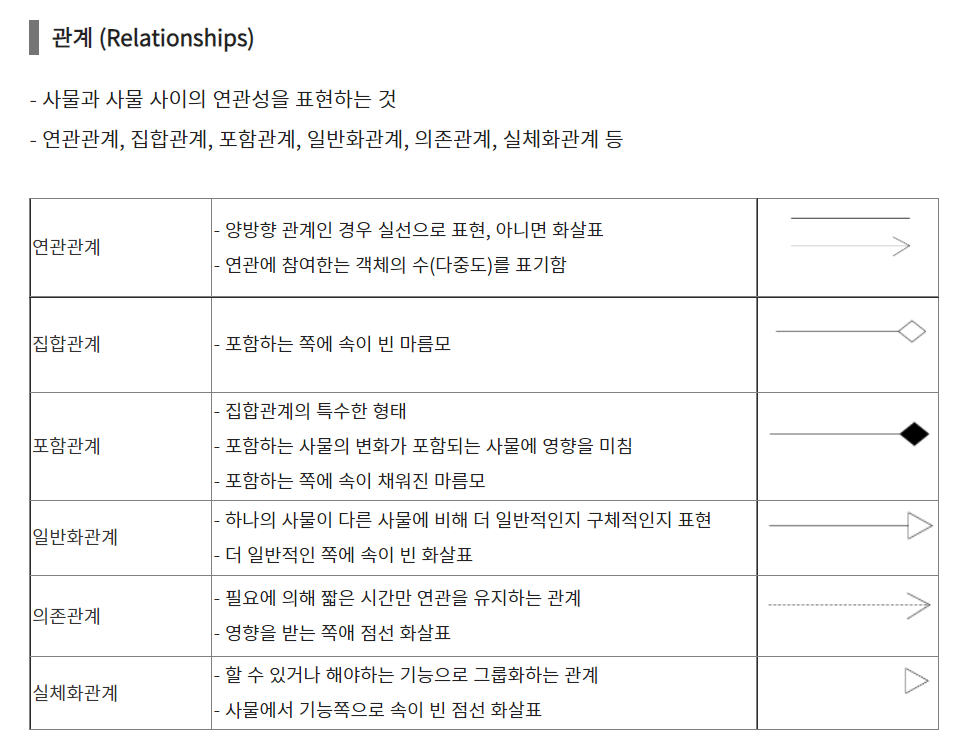 관계 (Relationships)
- 사물과 사물 사이의 연관성을 표현하는 것
- 연관관계, 집합관계, 포함관계, 일반화관계, 의존관계, 실체화관계 등
연관관계
- 양방향 관계인 경우 실선으로 표현, 아니면 화살표
- 연관에 참여한는 객체의 수(다중도)를 표기함
집합관계
- 포함하는 쪽에 속이 빈 마름모
포함관계
- 집합관계의 특수한 형태
- 포함하는 사물의 변화가 포함되는 사물에 영향을 미침
- 포함하는 쪽에 속이 채워진 마름모
일반화관계
- 하나의 사물이 다른 사물에 비해 더 일반적인지 구체적인지 표현
- 더 일반적인 쪽에 속이 빈 화살표
의존관계
- 필요에 의해 짧은 시간만 연관을 유지하는 관계
- 영향을 받는 쪽애 점선 화살표
실체화관계
- 할 수 있거나 해야하는 기능으로 그룹화하는 관계
- 사물에서 기능쪽으로 속이 빈 점선 화살표